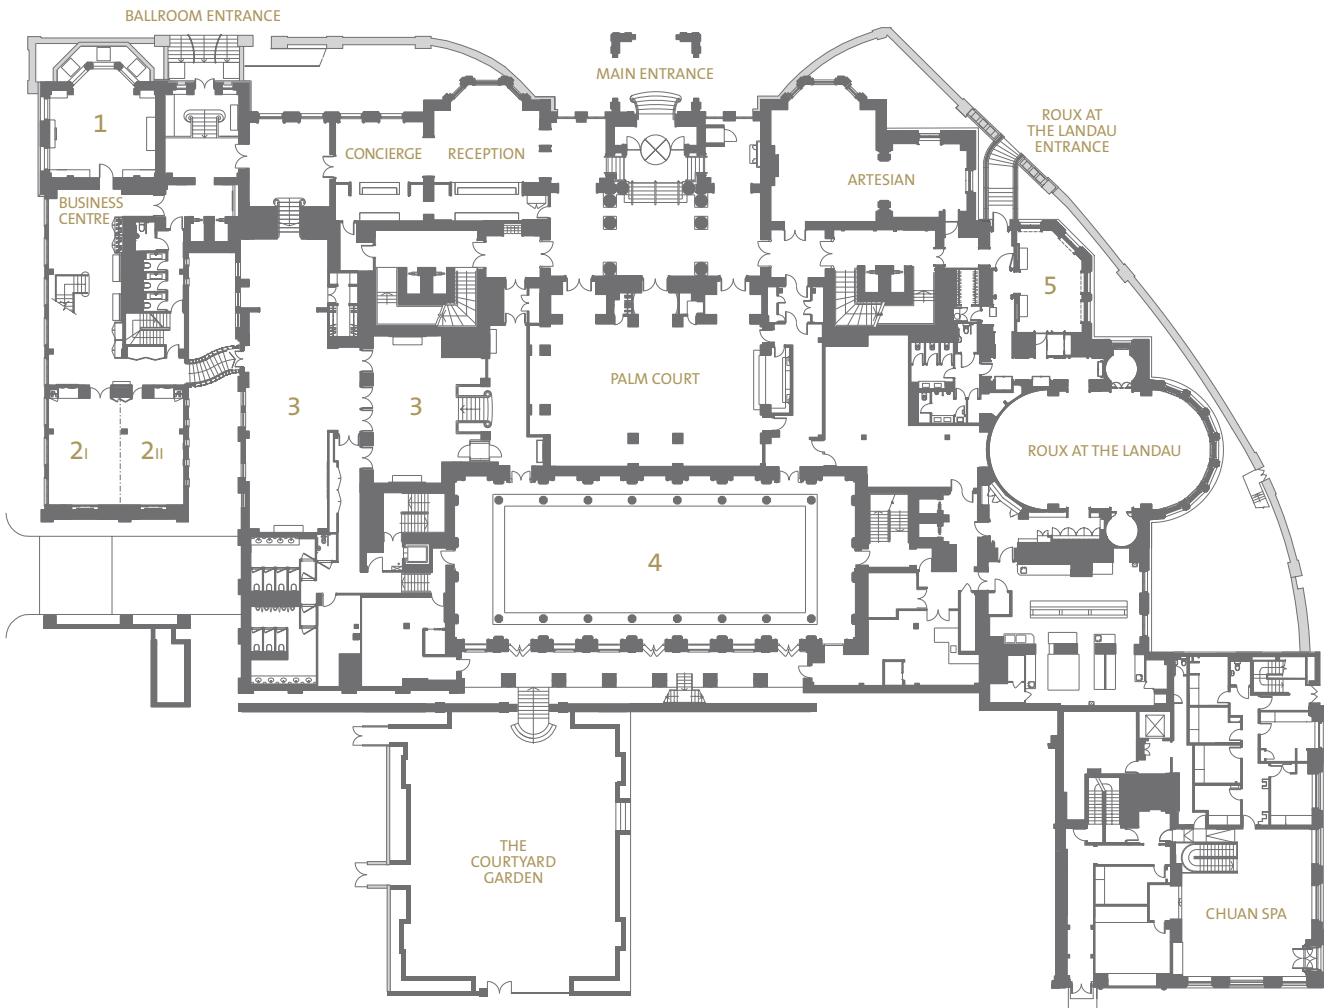 BALLROOM ENTRANCE
MAIN ENTRANCE
ROUX AT
THE LANDAU
ENTRANCE
1
CONCIERGE
RECEPTION
ARTESIAN
BUSINESS
CENTRE
5
3
3
PALM COURT
2I
2II
ROUX AT THE LANDAU
4
THE
COURTYARD
GARDEN
CHUAN SPA